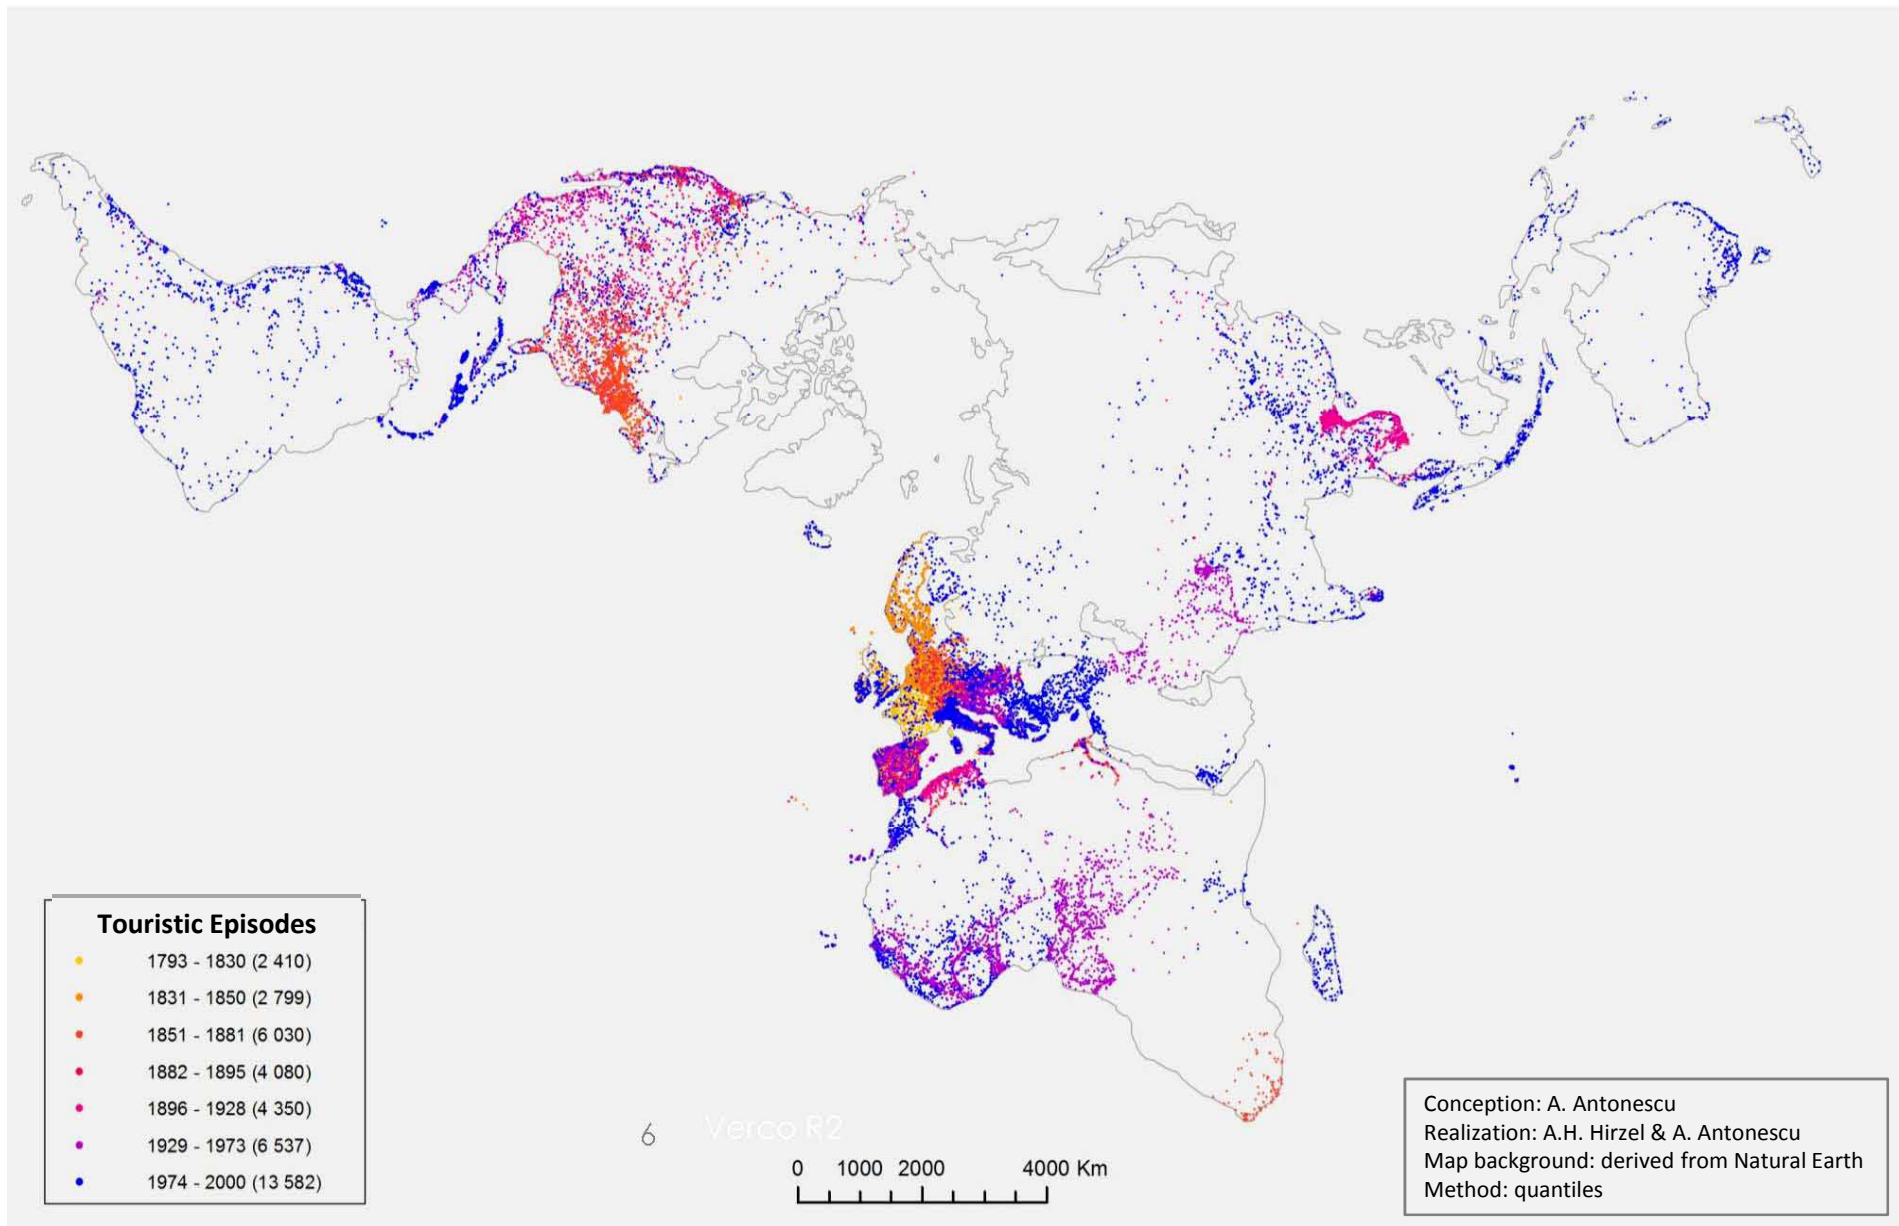 Touristic Episodes
1793 - 1830 (2 410)
1831 - 1850 (2 799)
1851 - 1881 (6 030)
1882 - 1895 (4 080)
1896 - 1928 (4 350)
1929 - 1973 (6 537)
1974 - 2000 (13 582)
6 Verco R2
0 1000 2000 4000 Km
Conception: A. Antonescu
Realization: A.H. Hirzel & A. Antonescu
Map background: derived from Natural Earth
Method: quantiles